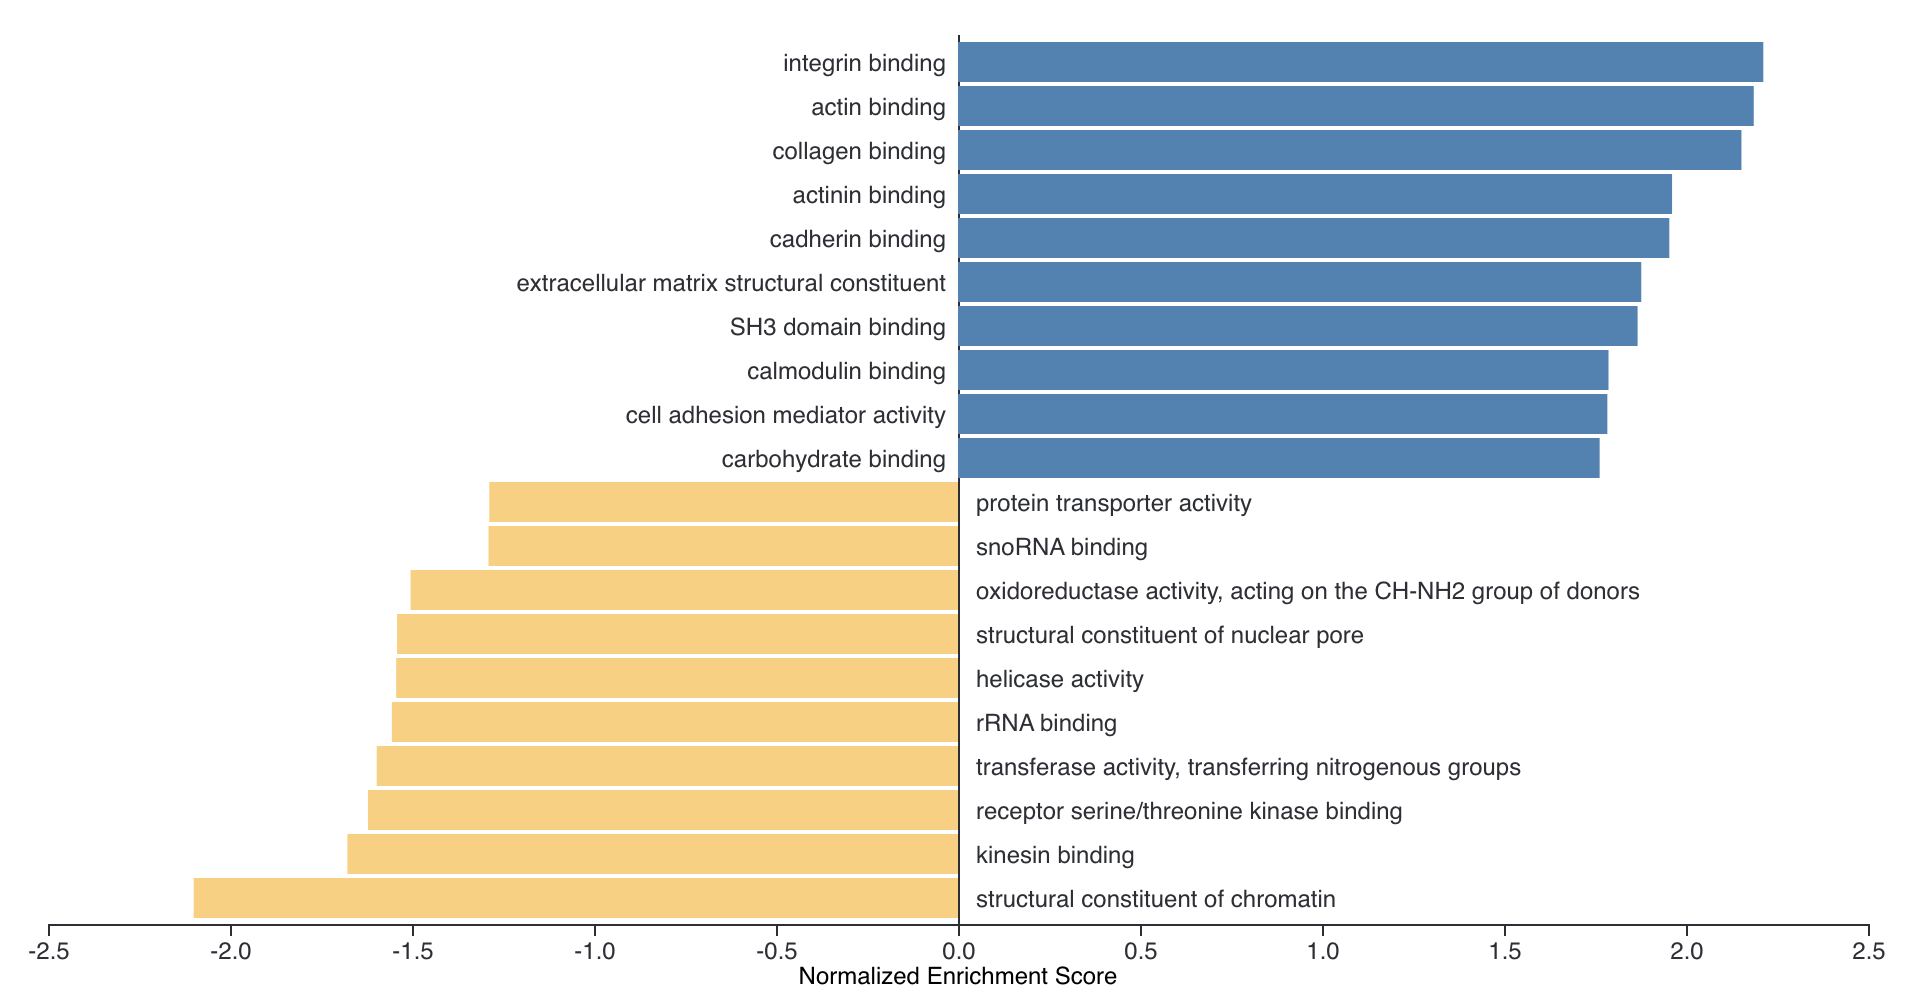 integrin binding
actin binding
collagen binding
actinin binding
cadherin binding
extracellular matrix structural constituent
SH3 domain binding
calmodulin binding
cell adhesion mediator activity
carbohydrate binding
protein transporter activity
snoRNA binding
oxidoreductase activity, acting on the CH-NH2 group of donors
structural constituent of nuclear pore
helicase activity
rRNA binding
transferase activity, transferring nitrogenous groups
receptor serine/threonine kinase binding
kinesin binding
structural constituent of chromatin
-2.5 -2.0 -1.5 -1.0 -0.5 0.0 0.5 1.0 1.5 2.0 2.5
Normalized Enrichment Score